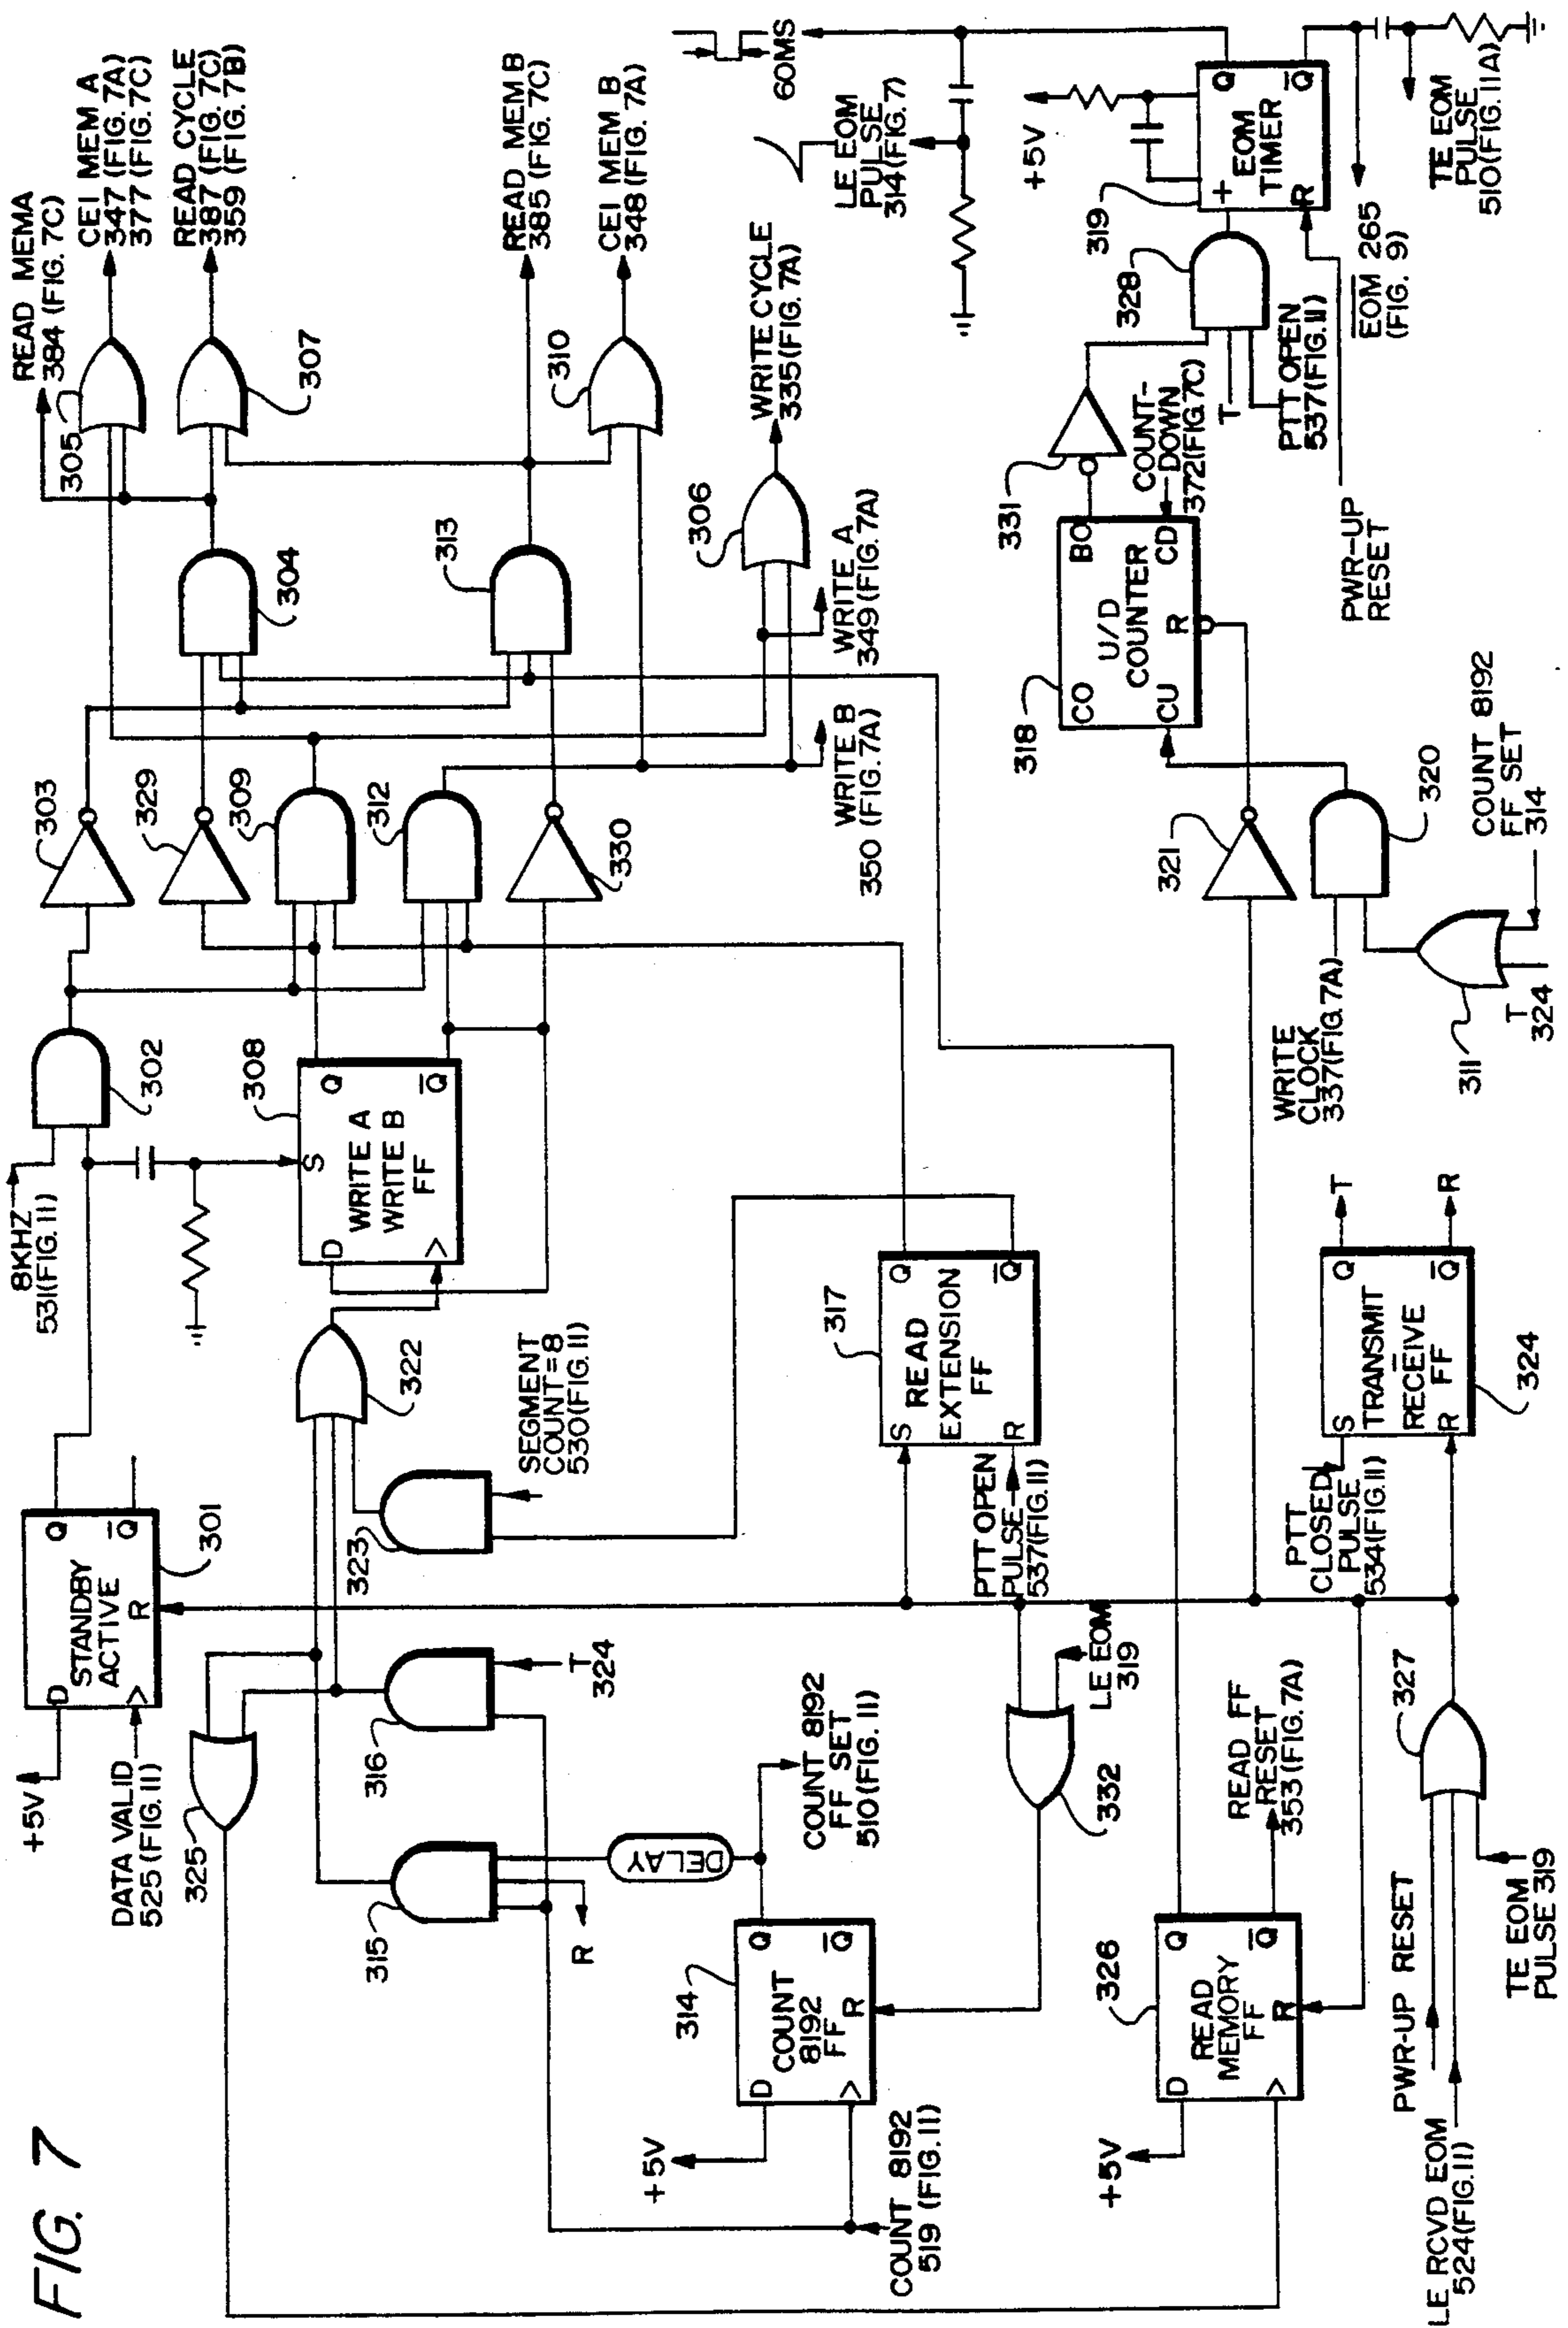 FIG. 7
+5V
DATA VALID
525 (FIG. 11)
D
Q
STANDBY
ACTIVE
R
Q
301
8KHZ
531(FIG.11)
302
303
329
309
312
330
READ MEMA
384 (FIG. 7C)
305
CEI MEM A
347 (FIG. 7A)
377 (FIG. 7C)
READ CYCLE
387 (FIG. 7C)
359 (FIG. 7B)
307
304
313
READ MEM B
385 (FIG. 7C)
310
CEI MEM B
348 (FIG. 7A)
306
WRITE CYCLE
335(FIG. 7A)
WRITE A
349(FIG.7A)
WRITE B
350 (FIG.7A)
308
S
D
Q
WRITE A
WRITE B
FF
Q
322
323
SEGMENT
COUNT=8
530(FIG.11)
325
315
316
T
324
R
DELAY
COUNT 8192
FF SET
510(FIG. 11)
314
D
Q
COUNT
8192
FF
R
Q
+5V
COUNT 8192
519 (FIG.11)
332
LE EOM
319
317
S
Q
READ
EXTENSION
FF
R
Q
PTT OPEN
PULSE
537(FIG.11)
326
D
Q
READ
MEMORY
FF
R
Q
+5V
READ FF
RESET
353(FIG.7A)
PTT
CLOSED
PULSE
534(FIG.11)
S
Q
TRANSMIT
RECEIVE
FF
R
Q
T
R
324
PWR-UP RESET
LE RCVD EOM
524(FIG.11)
327
TE EOM
PULSE 319
321
WRITE
CLOCK
337(FIG.7A)
320
311
T
324
COUNT 8192
FF SET
314
318
CO
BO
U/D
COUNTER
CU
R
CD
331
COUNT-
DOWN
372(FIG.7C)
328
T
PTT OPEN
537(FIG.11)
PWR-UP
RESET
319
+
Q
EOM
TIMER
R
Q
+5V
LE EOM
PULSE
314(FIG.7)
60MS
EOM 265
(FIG. 9)
TE EOM
PULSE
510(FIG.11A)